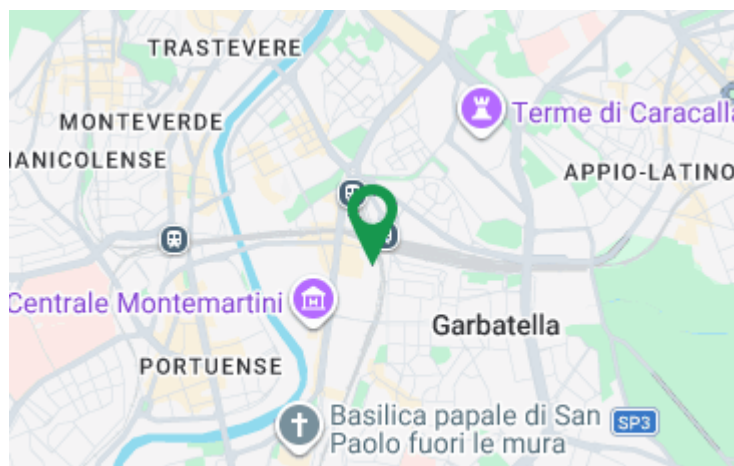 TRASTEVERE
Terme di Caracalla
MONTEVERDE
IANICOLENSE
APPIO-LATINO
Centrale Montemartini
Garbatella
PORTUENSE
Basilica papale di San
Paolo fuori le mura
SP3